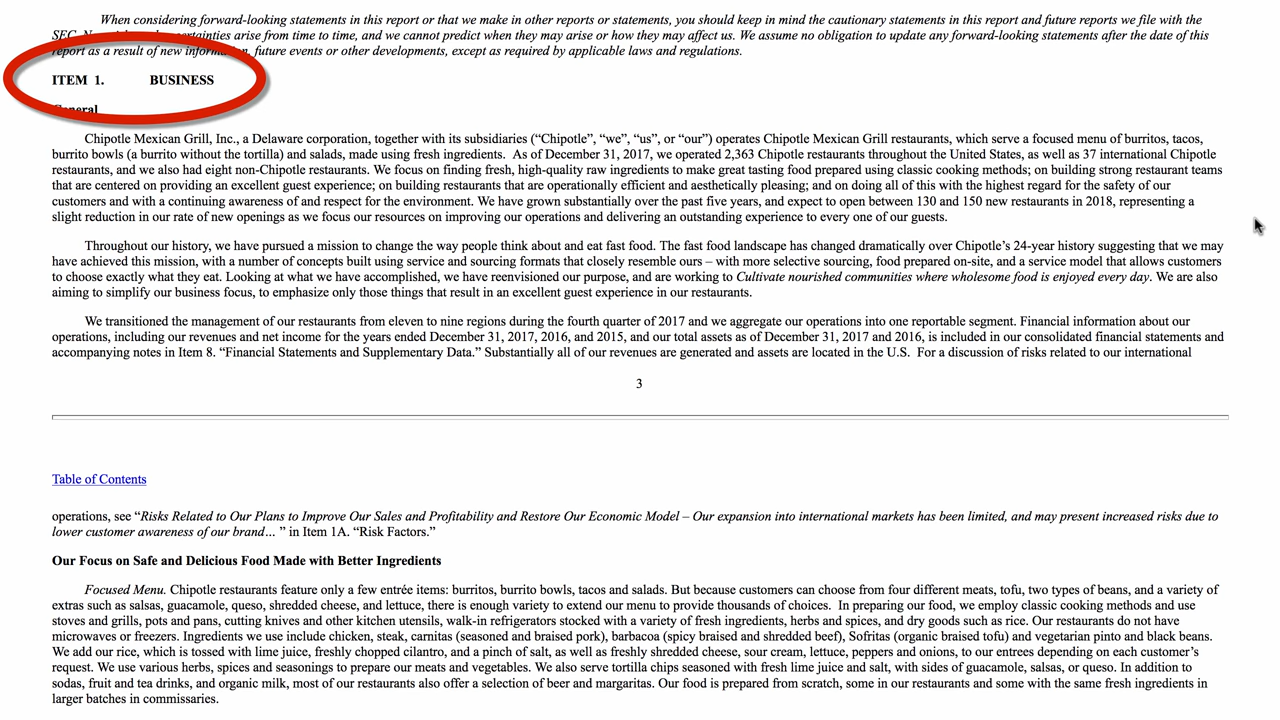 When considering forward-looking statements in this report or that we make in other reports or statements, you should keep in mind the cautionary statements in this report and future reports we file with the
SEC. arise from time to time, and we cannot predict when they may arise or how they may affect us. We assume no obligation to update any forward-looking statements after the date of this
report as a result of new information, future events or other developments, except as required by applicable laws and regulations.
ITEM 1. BUSINESS
General
Chipotle Mexican Grill, Inc., a Delaware corporation, together with its subsidiaries (“Chipotle”, “we”, “us”, or “our”) operates Chipotle Mexican Grill restaurants, which serve a focused menu of burritos, tacos,
burrito bowls (a burrito without the tortilla) and salads, made using fresh ingredients. As of December 31, 2017, we operated 2,363 Chipotle restaurants throughout the United States, as well as 37 international Chipotle
restaurants, and we also had eight non-Chipotle restaurants. We focus on finding fresh, high-quality raw ingredients to make great tasting food prepared using classic cooking methods; on building strong restaurant teams
that are centered on providing an excellent guest experience; on building restaurants that are operationally efficient and aesthetically pleasing; and on doing all of this with the highest regard for the safety of our
customers and with a continuing awareness of and respect for the environment. We have grown substantially over the past five years, and expect to open between 130 and 150 new restaurants in 2018, representing a
slight reduction in our rate of new openings as we focus our resources on improving our operations and delivering an outstanding experience to every one of our guests.
Throughout our history, we have pursued a mission to change the way people think about and eat fast food. The fast food landscape has changed dramatically over Chipotle’s 24-year history suggesting that we may
have achieved this mission, with a number of concepts built using service and sourcing formats that closely resemble ours – with more selective sourcing, food prepared on-site, and a service model that allows customers
to choose exactly what they eat. Looking at what we have accomplished, we have reenvisioned our purpose, and are working to Cultivate nourished communities where wholesome food is enjoyed every day. We are also
aiming to simplify our business focus, to emphasize only those things that result in an excellent guest experience in our restaurants.
We transitioned the management of our restaurants from eleven to nine regions during the fourth quarter of 2017 and we aggregate our operations into one reportable segment. Financial information about our
operations, including our revenues and net income for the years ended December 31, 2017, 2016, and 2015, and our total assets as of December 31, 2017 and 2016, is included in our consolidated financial statements and
accompanying notes in Item 8. “Financial Statements and Supplementary Data.” Substantially all of our revenues are generated and assets are located in the U.S. For a discussion of risks related to our international
3
Table of Contents
operations, see “Risks Related to Our Plans to Improve Our Sales and Profitability and Restore Our Economic Model – Our expansion into international markets has been limited, and may present increased risks due to
lower customer awareness of our brand… ” in Item 1A. “Risk Factors.”
Our Focus on Safe and Delicious Food Made with Better Ingredients
Focused Menu. Chipotle restaurants feature only a few entrée items: burritos, burrito bowls, tacos and salads. But because customers can choose from four different meats, tofu, two types of beans, and a variety of
extras such as salsas, guacamole, queso, shredded cheese, and lettuce, there is enough variety to extend our menu to provide thousands of choices. In preparing our food, we employ classic cooking methods and use
stoves and grills, pots and pans, cutting knives and other kitchen utensils, walk-in refrigerators stocked with a variety of fresh ingredients, herbs and spices, and dry goods such as rice. Our restaurants do not have
microwaves or freezers. Ingredients we use include chicken, steak, carnitas (seasoned and braised pork), barbacoa (spicy braised and shredded beef), Sofritas (organic braised tofu) and vegetarian pinto and black beans.
We add our rice, which is tossed with lime juice, freshly chopped cilantro, and a pinch of salt, as well as freshly shredded cheese, sour cream, lettuce, peppers and onions, to our entrees depending on each customer’s
request. We use various herbs, spices and seasonings to prepare our meats and vegetables. We also serve tortilla chips seasoned with fresh lime juice and salt, with sides of guacamole, salsas, or queso. In addition to
sodas, fruit and tea drinks, and organic milk, most of our restaurants also offer a selection of beer and margaritas. Our food is prepared from scratch, some in our restaurants and some with the same fresh ingredients in
larger batches in commissaries.